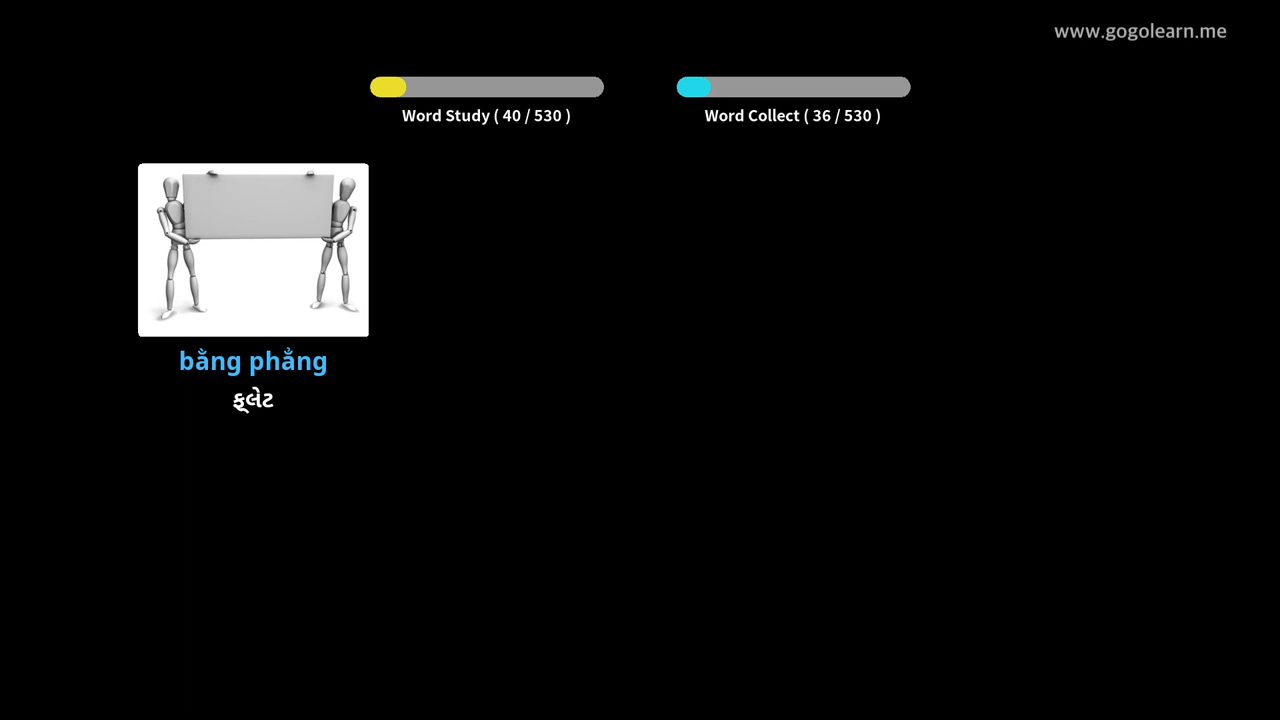 www.gogolearn.me
Word Study ( 40 / 530 )
Word Collect ( 36 / 530 )
bằng phẳng
ફ્લેટ